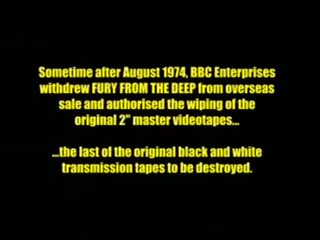 Sometime after August 1974, BBC Enterprises
withdrew FURY FROM THE DEEP from overseas
sale and authorised the wiping of the
original 2" master videotapes...
...the last of the original black and white
transmission tapes to be destroyed.